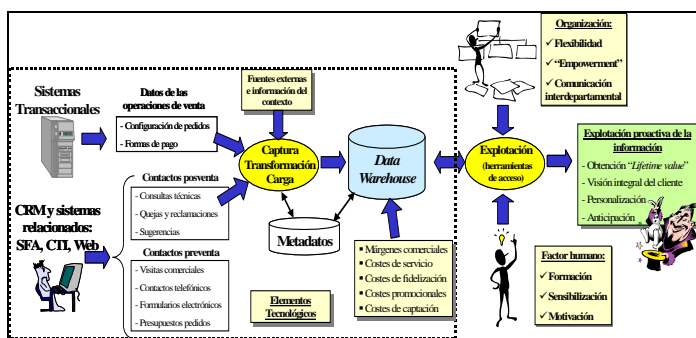 Sistemas
Transaccionales
Datos de las
operaciones de venta
- Configuración de pedidos
- Formas de pago
Fuentes externas
e información del
contexto
CRM y sistemas
relacionados:
SFA, CTI, Web
Contactos posventa
- Consultas técnicas
- Quejas y reclamaciones
- Sugerencias
Contactos preventa
- Visitas comerciales
- Contactos telefónicos
- Formularios electrónicos
- Presupuestos pedidos
Captura
Transformación
Carga
Data
Warehouse
Metadatos
Elementos
Tecnológicos
- Márgenes comerciales
- Costes de servicio
- Costes de fidelización
- Costes promocionales
- Costes de captación
Organización:
✓ Flexibilidad
✓ “Empowerment”
✓ Comunicación
interdepartamental
Explotación
(herramientas
de acceso)
Explotación proactiva de la
información
- Obtención “Lifetime value”
- Visión integral del cliente
- Personalización
- Anticipación
Factor humano:
✓ Formación
✓ Sensibilización
✓ Motivación